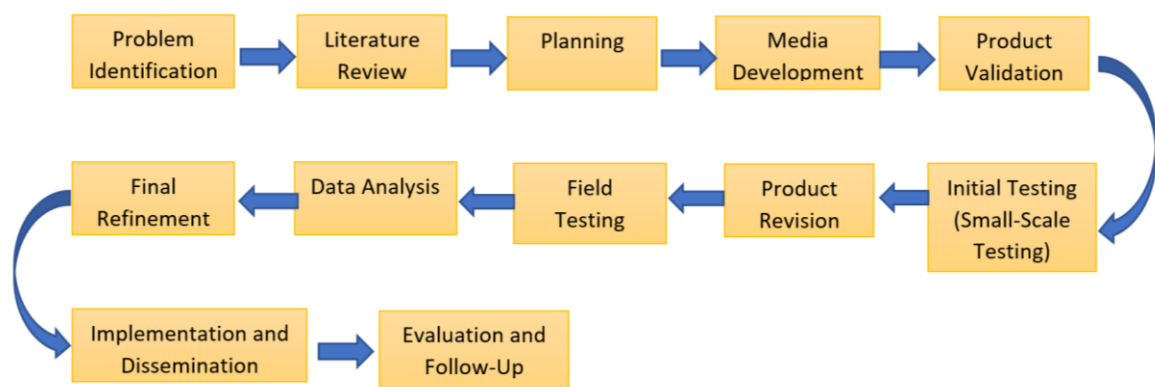 Problem
Identification
Literature
Review
Planning
Media
Development
Product
Validation
Initial Testing
(Small-Scale
Testing)
Product
Revision
Field
Testing
Data Analysis
Final
Refinement
Implementation and
Dissemination
Evaluation and
Follow-Up